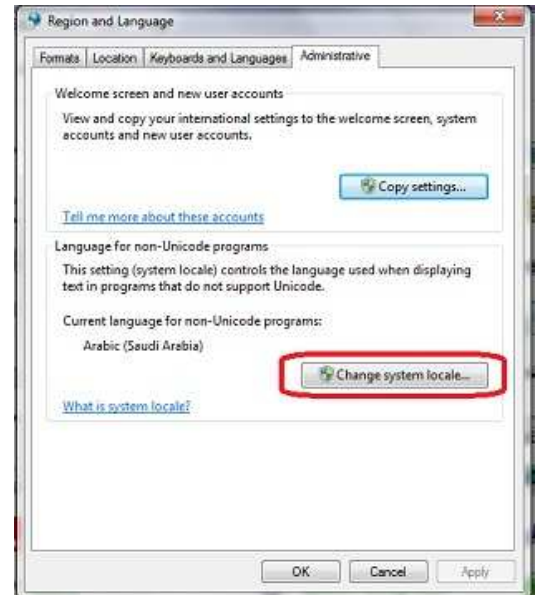 Region and Language
Formats Location Keyboards and Languages Administrative
Welcome screen and new user accounts
View and copy your international settings to the welcome screen, system
accounts and new user accounts.
Copy settings...
Tell me more about these accounts
Language for non-Unicode programs
This setting (system locale) controls the language used when displaying
text in programs that do not support Unicode.
Current language for non-Unicode programs:
Arabic (Saudi Arabia)
Change system locale...
What is system locale?
OK Cancel Apply